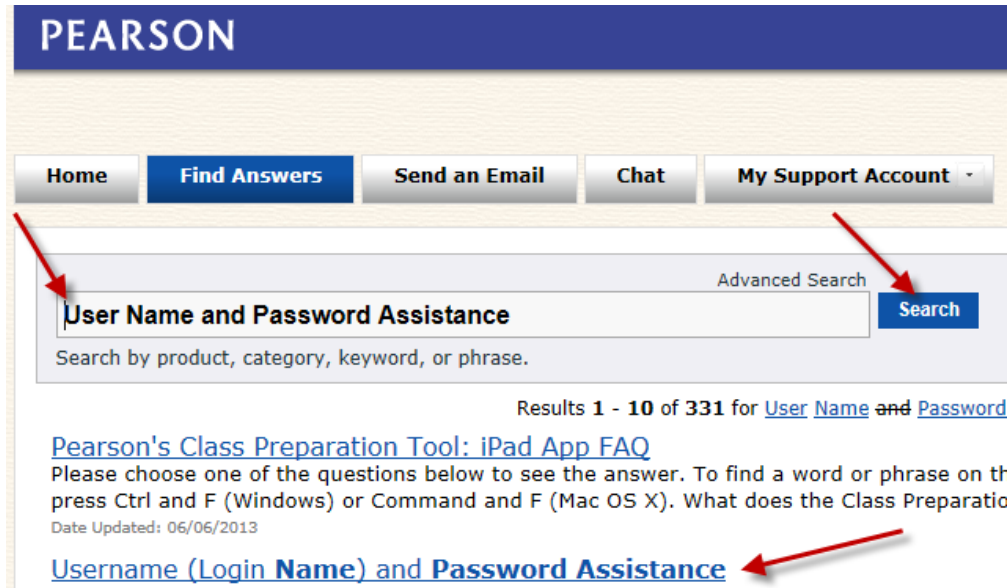 PEARSON
Home Find Answers Send an Email Chat My Support Account
Advanced Search
User Name and Password Assistance Search
Search by product, category, keyword, or phrase.
Results 1 - 10 of 331 for User Name and Password
Pearson's Class Preparation Tool: iPad App FAQ
Please choose one of the questions below to see the answer. To find a word or phrase on th
press Ctrl and F (Windows) or Command and F (Mac OS X). What does the Class Preparatio
Date Updated: 06/06/2013
Username (Login Name) and Password Assistance